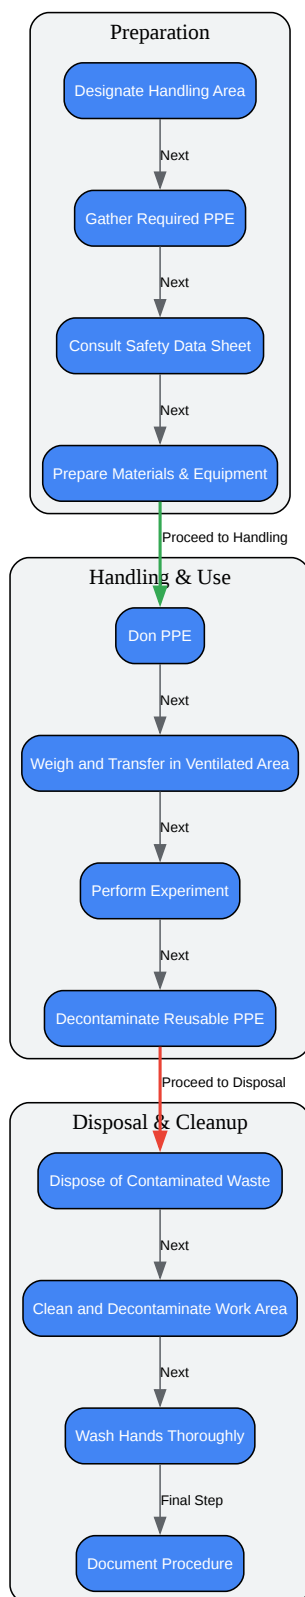 Preparation
Designate Handling Area
Next
Gather Required PPE
Next
Consult Safety Data Sheet
Next
Prepare Materials & Equipment
Proceed to Handling
Handling & Use
Don PPE
Next
Weigh and Transfer in Ventilated Area
Next
Perform Experiment
Next
Decontaminate Reusable PPE
Proceed to Disposal
Disposal & Cleanup
Dispose of Contaminated Waste
Next
Clean and Decontaminate Work Area
Next
Wash Hands Thoroughly
Final Step
Document Procedure